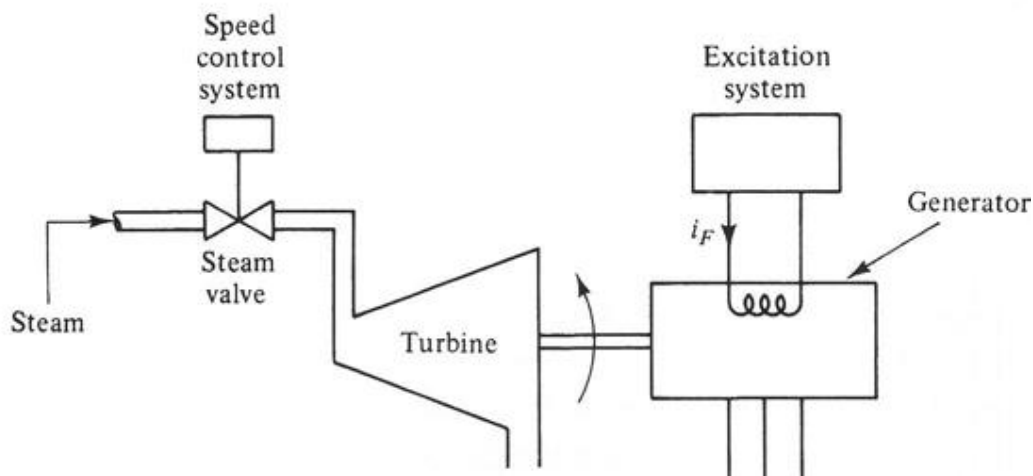 Speed
control
system
Excitation
system
Generator
i_F
Steam
valve
Steam
Turbine